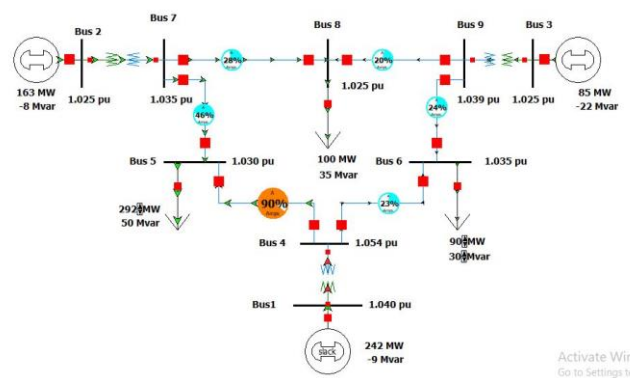 Bus 2
Bus 7
Bus 8
Bus 9
Bus 3
28%
20%
163 MW
-8 Mvar
1.025 pu
1.035 pu
1.025 pu
1.039 pu
1.025 pu
85 MW
-22 Mvar
46%
24%
Bus 5
1.030 pu
100 MW
35 Mvar
Bus 6
1.035 pu
292 MW
50 Mvar
90%
23%
Bus 4
1.054 pu
90 MW
30 Mvar
Bus1
1.040 pu
slack
242 MW
-9 Mvar
Activate Win
Go to Settings t